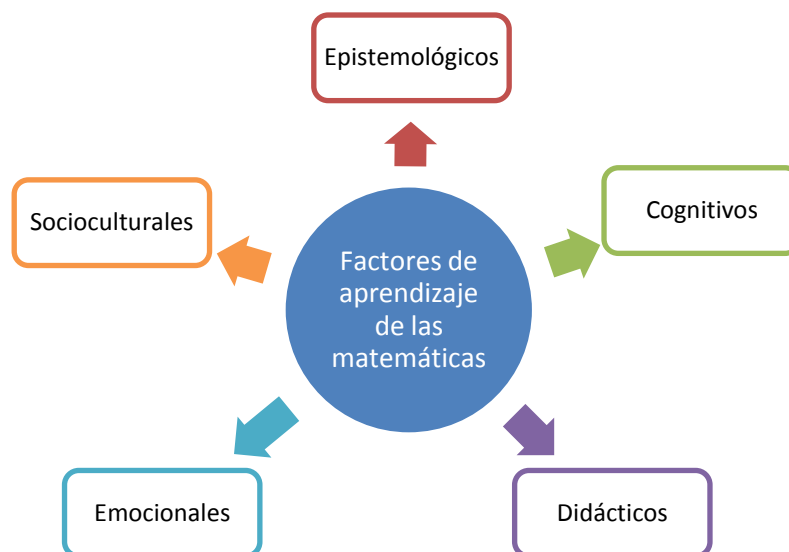 Epistemológicos
Socioculturales
Cognitivos
Factores de
aprendizaje
de las
matemáticas
Emocionales
Didácticos